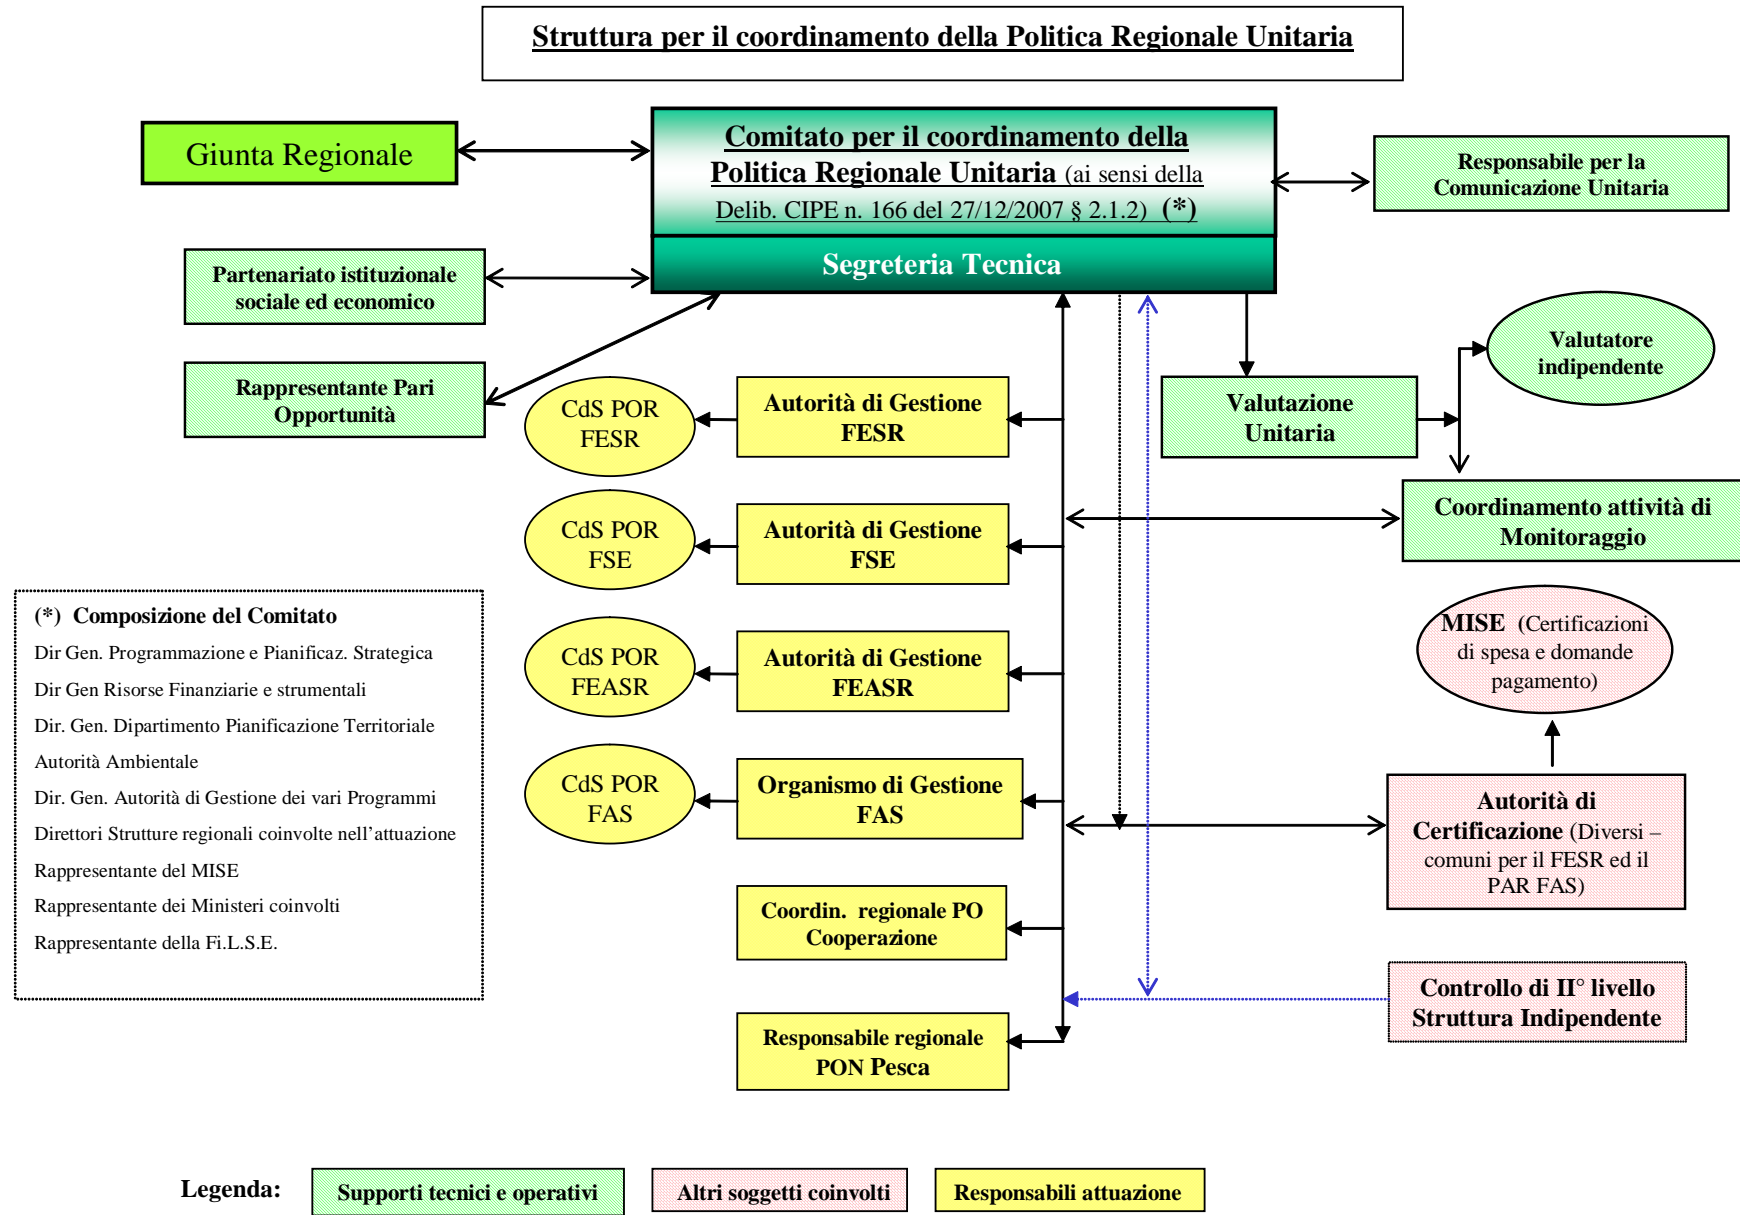 Struttura per il coordinamento della Politica Regionale Unitaria
Giunta Regionale
Comitato per il coordinamento della
Politica Regionale Unitaria (ai sensi della
Delib. CIPE n. 166 del 27/12/2007 § 2.1.2) (*)
Segreteria Tecnica
Responsabile per la
Comunicazione Unitaria
Partenariato istituzionale
sociale ed economico
Rappresentante Pari
Opportunità
Valutatore
indipendente
Valutazione
Unitaria
CdS POR
FESR
Autorità di Gestione
FESR
Coordinamento attività di
Monitoraggio
CdS POR
FSE
Autorità di Gestione
FSE
MISE (Certificazioni
di spesa e domande
pagamento)
CdS POR
FEASR
Autorità di Gestione
FEASR
(*) Composizione del Comitato
Dir Gen. Programmazione e Pianificaz. Strategica
Dir Gen Risorse Finanziarie e strumentali
Dir. Gen. Dipartimento Pianificazione Territoriale
Autorità Ambientale
Dir. Gen. Autorità di Gestione dei vari Programmi
Direttori Strutture regionali coinvolte nell'attuazione
Rappresentante del MISE
Rappresentante dei Ministeri coinvolti
Rappresentante della Fi.L.S.E.
CdS POR
FAS
Organismo di Gestione
FAS
Autorità di
Certificazione (Diversi –
comuni per il FESR ed il
PAR FAS)
Coordin. regionale PO
Cooperazione
Controllo di II° livello
Struttura Indipendente
Responsabile regionale
PON Pesca
Legenda:
Supporti tecnici e operativi
Altri soggetti coinvolti
Responsabili attuazione